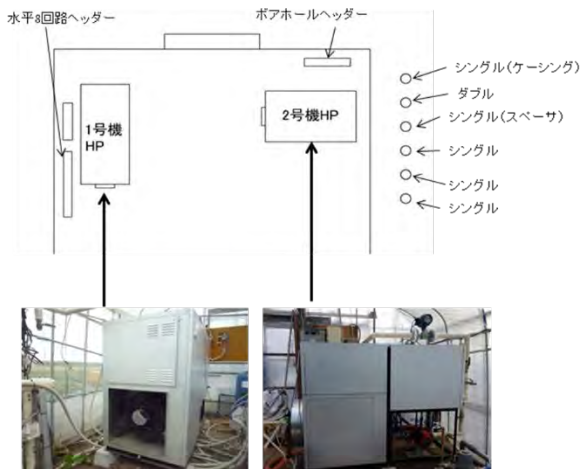 水平8回路ヘッダー
ボアホールヘッダー
シングル(ケーシング)
ダブル
シングル(スペーサ)
シングル
シングル
シングル
1号機
HP
2号機HP